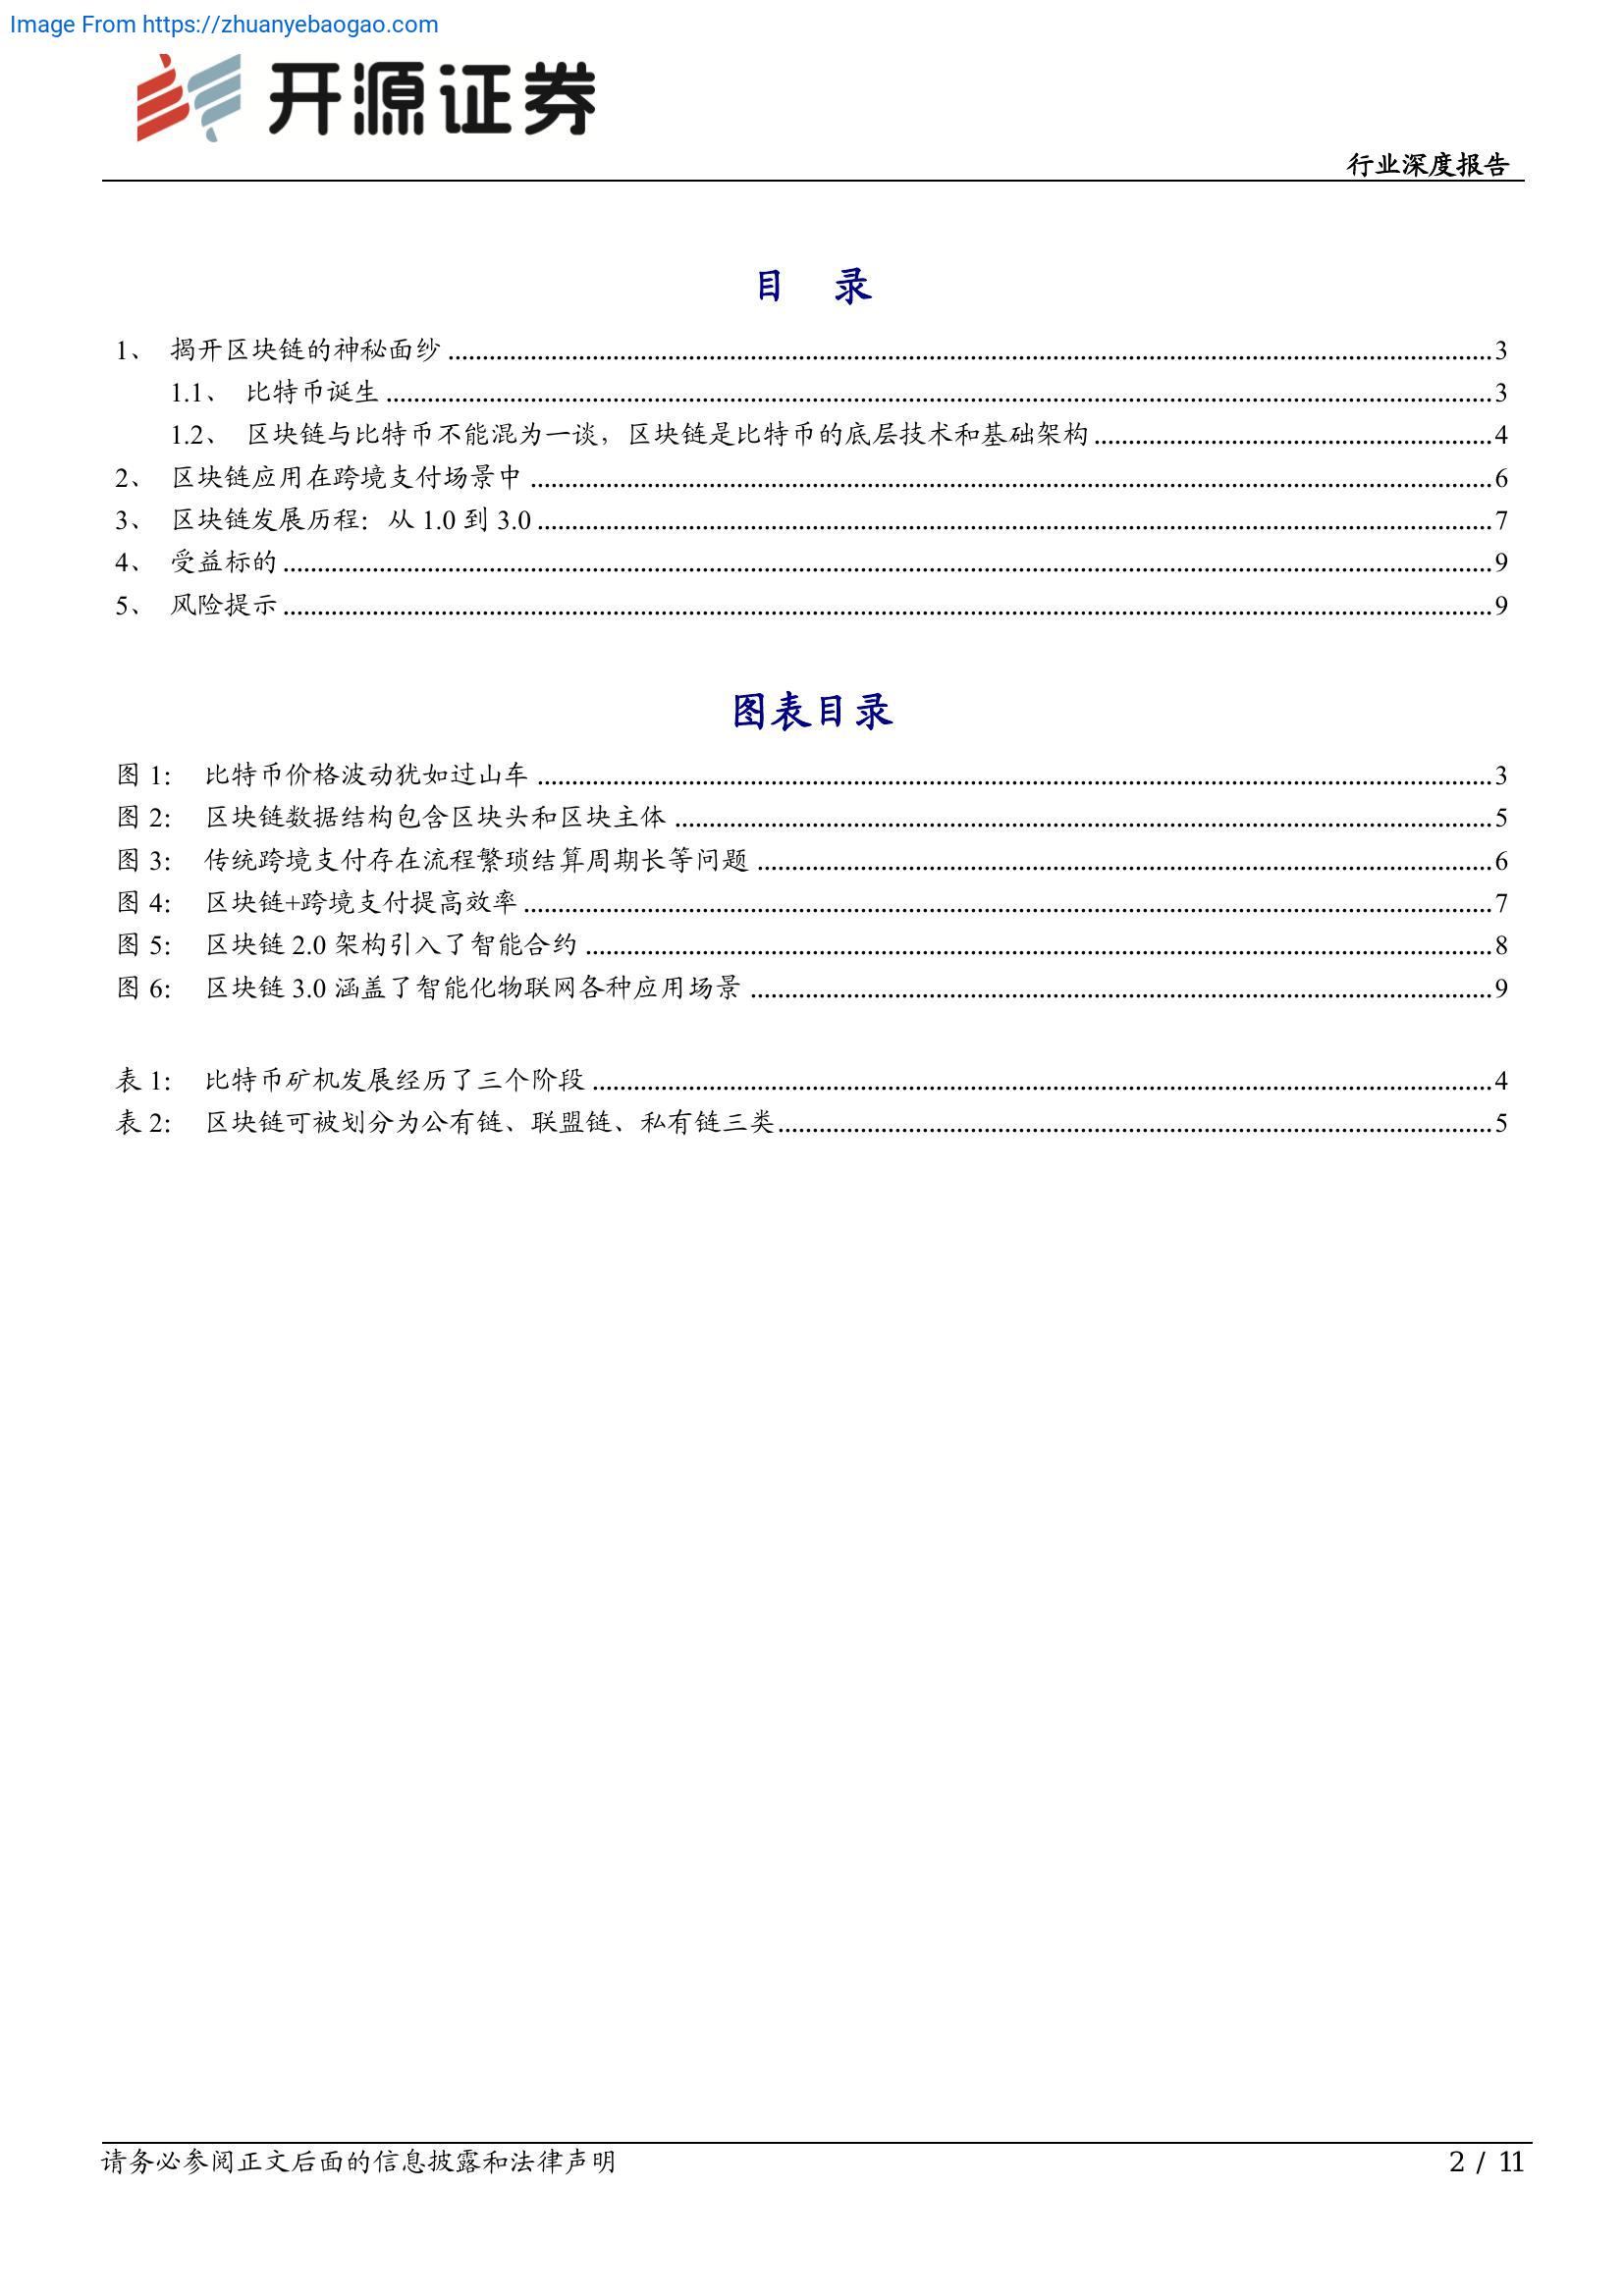 Image From https://zhuanyebaogao.com
开源证券
行业深度报告
目 录
1、 揭开区块链的神秘面纱 ........................................ 3
1.1、 比特币诞生 ........................................ 3
1.2、 区块链与比特币不能混为一谈，区块链是比特币的底层技术和基础架构 ........................................ 4
2、 区块链应用在跨境支付场景中 ........................................ 6
3、 区块链发展历程：从 1.0 到 3.0 ........................................ 7
4、 受益标的 ........................................ 9
5、 风险提示 ........................................ 9
图表目录
图 1： 比特币价格波动犹如过山车 ........................................ 3
图 2： 区块链数据结构包含区块头和区块主体 ........................................ 5
图 3： 传统跨境支付存在流程繁琐结算周期长等问题 ........................................ 6
图 4： 区块链+跨境支付提高效率 ........................................ 7
图 5： 区块链 2.0 架构引入了智能合约 ........................................ 8
图 6： 区块链 3.0 涵盖了智能化物联网各种应用场景 ........................................ 9
表 1： 比特币矿机发展经历了三个阶段 ........................................ 4
表 2： 区块链可被划分为公有链、联盟链、私有链三类 ........................................ 5
请务必参阅正文后面的信息披露和法律声明
2 / 11